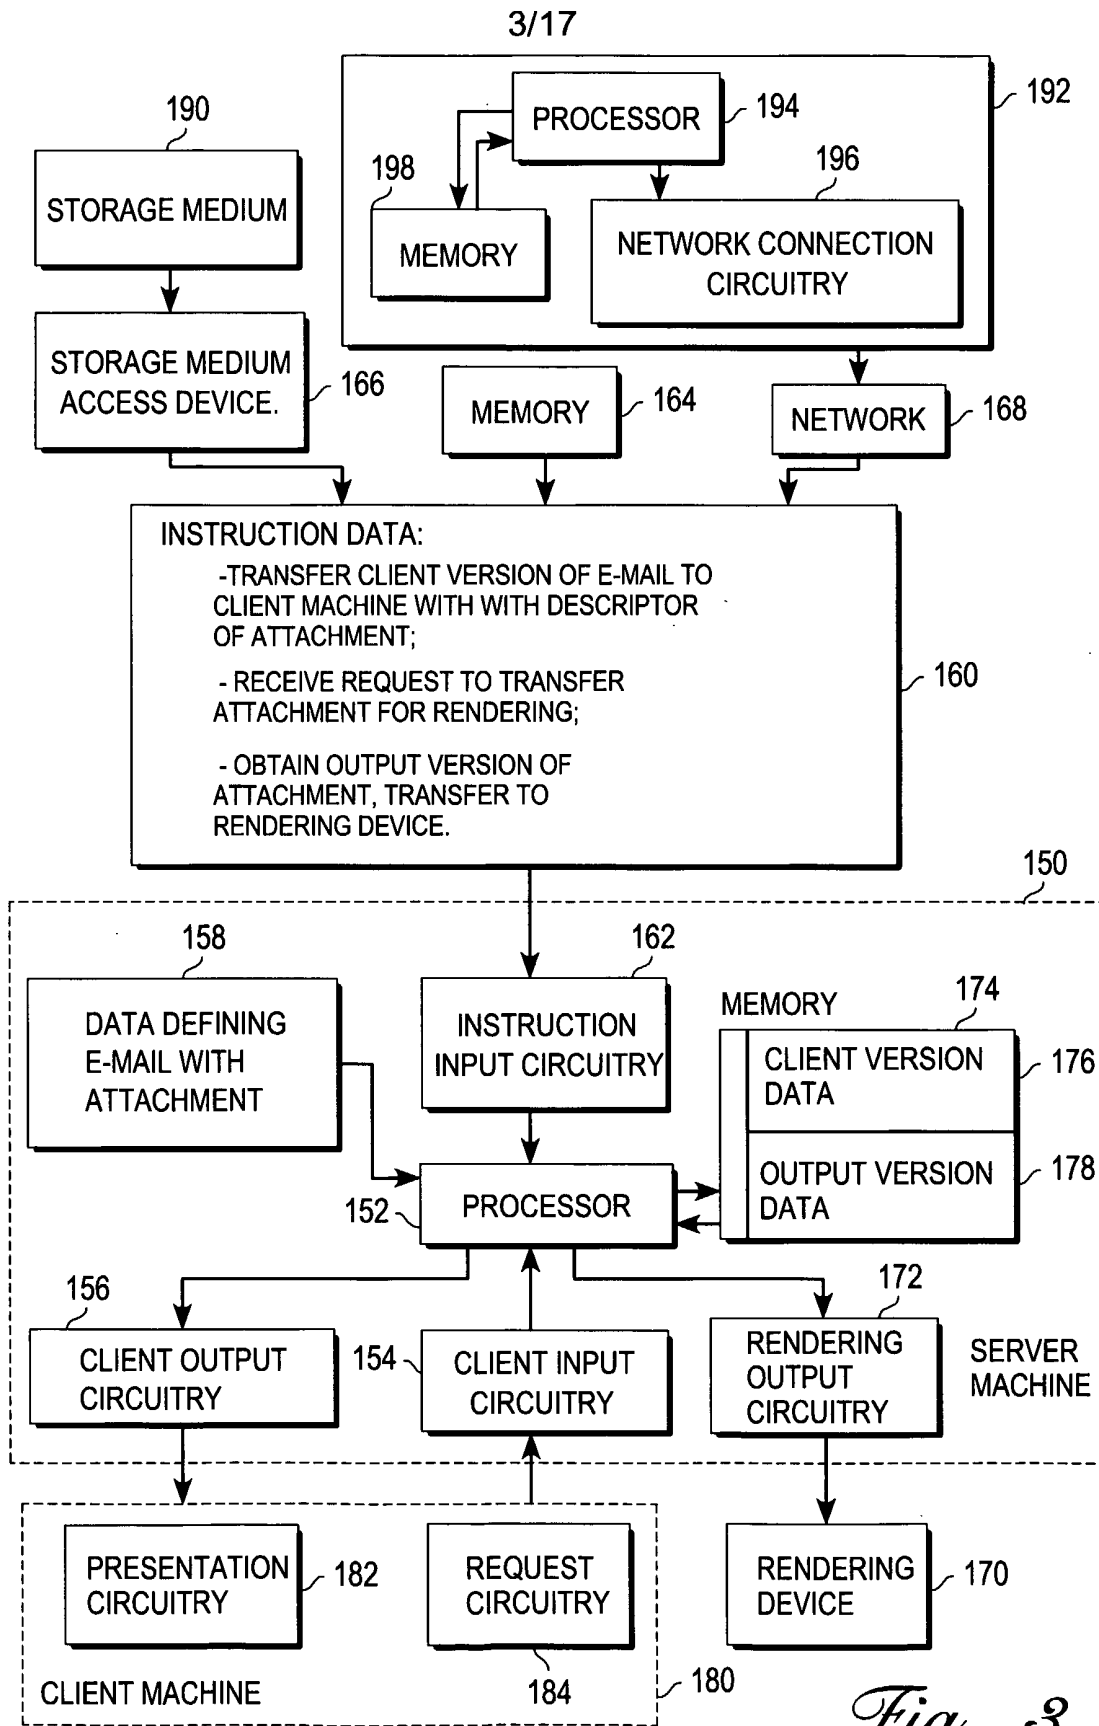 3/17
192
PROCESSOR
194
190
198
196
STORAGE MEDIUM
MEMORY
NETWORK CONNECTION
CIRCUITRY
STORAGE MEDIUM
ACCESS DEVICE.
166
MEMORY
164
NETWORK
168
INSTRUCTION DATA:
-TRANSFER CLIENT VERSION OF E-MAIL TO
CLIENT MACHINE WITH WITH DESCRIPTOR
OF ATTACHMENT;
- RECEIVE REQUEST TO TRANSFER
ATTACHMENT FOR RENDERING;
160
- OBTAIN OUTPUT VERSION OF
ATTACHMENT, TRANSFER TO
RENDERING DEVICE.
150
158
162
DATA DEFINING
E-MAIL WITH
ATTACHMENT
INSTRUCTION
INPUT CIRCUITRY
MEMORY
174
CLIENT VERSION
DATA
176
OUTPUT VERSION
DATA
178
PROCESSOR
152
156
172
CLIENT OUTPUT
CIRCUITRY
154
CLIENT INPUT
CIRCUITRY
RENDERING
OUTPUT
CIRCUITRY
SERVER
MACHINE
PRESENTATION
CIRCUITRY
182
REQUEST
CIRCUITRY
184
RENDERING
DEVICE
170
CLIENT MACHINE
180
Fig. 3